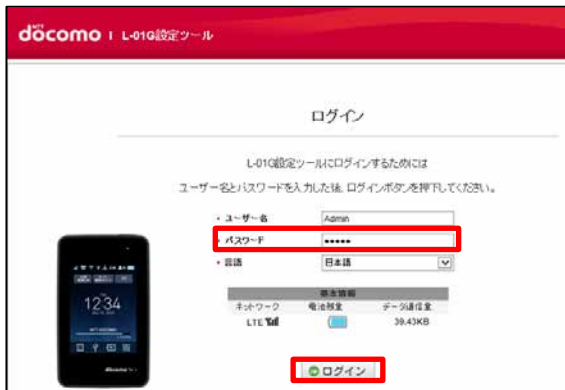 NTT
döcomo | L-01G設定ツール
ログイン
L-01G設定ツールにログインするためには
ユーザー名とパスワードを入力した後、ログインボタンを押下してください。
・ユーザー名 Admin
・パスワード •••••
・言語 日本語
基本情報
ネットワーク 電池残量 データ通信量
LTE 39.43KB
12:34
ログイン